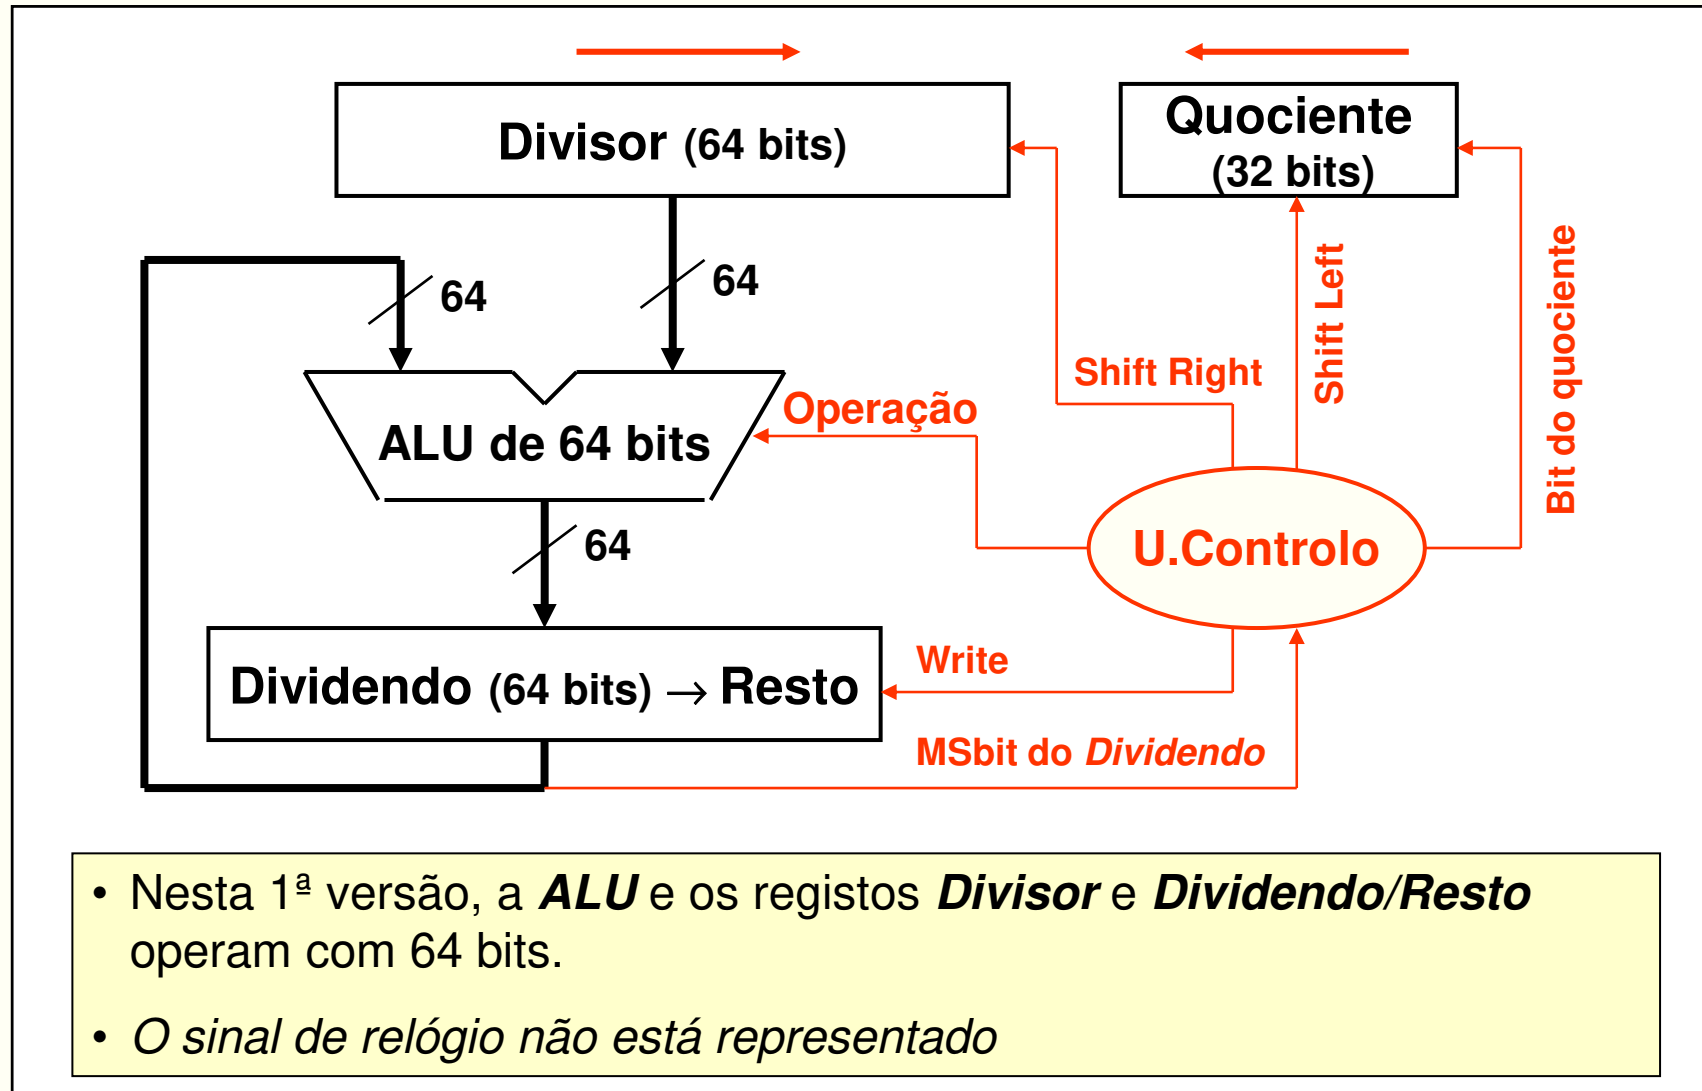 Divisor (64 bits)
Quociente
(32 bits)
64
64
Shift Left
Bit do quociente
Shift Right
Operação
ALU de 64 bits
64
U.Controlo
Write
Dividendo (64 bits) → Resto
MSbit do Dividendo
• Nesta 1ª versão, a ALU e os registos Divisor e Dividendo/Resto
operam com 64 bits.
• O sinal de relógio não está representado